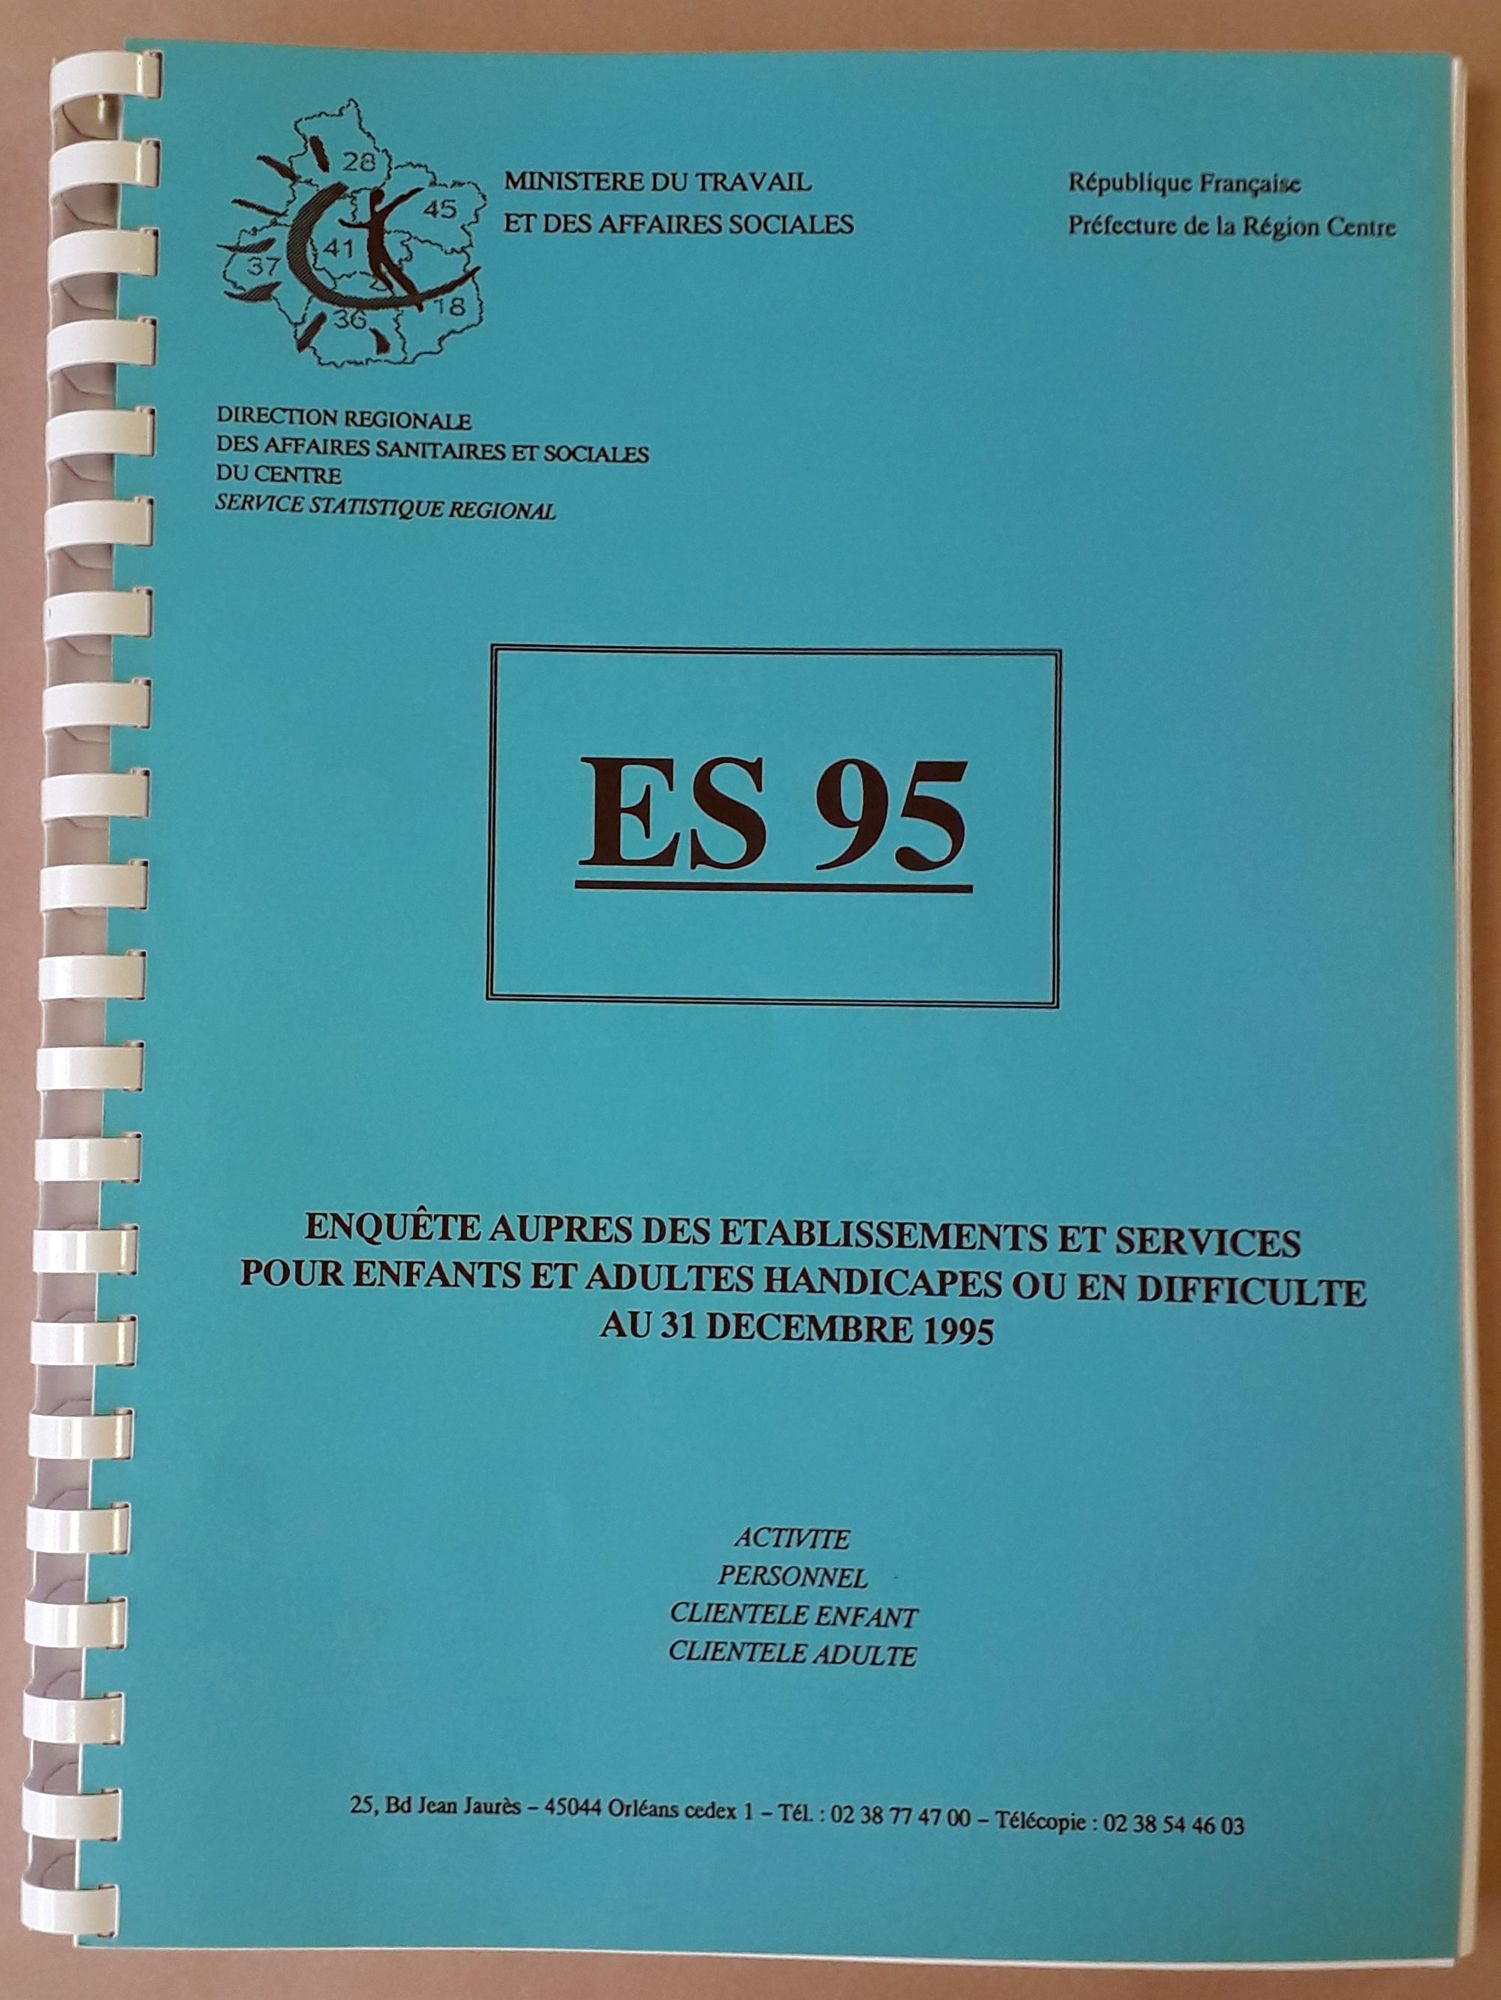 28
45
41
37
18
36
MINISTERE DU TRAVAIL
ET DES AFFAIRES SOCIALES
République Française
Préfecture de la Région Centre
DIRECTION REGIONALE
DES AFFAIRES SANITAIRES ET SOCIALES
DU CENTRE
SERVICE STATISTIQUE REGIONAL
ES 95
ENQUÊTE AUPRES DES ETABLISSEMENTS ET SERVICES
POUR ENFANTS ET ADULTES HANDICAPES OU EN DIFFICULTE
AU 31 DECEMBRE 1995
ACTIVITE
PERSONNEL
CLIENTELE ENFANT
CLIENTELE ADULTE
25, Bd Jean Jaurès – 45044 Orléans cedex 1 – Tél. : 02 38 77 47 00 – Télécopie : 02 38 54 46 03